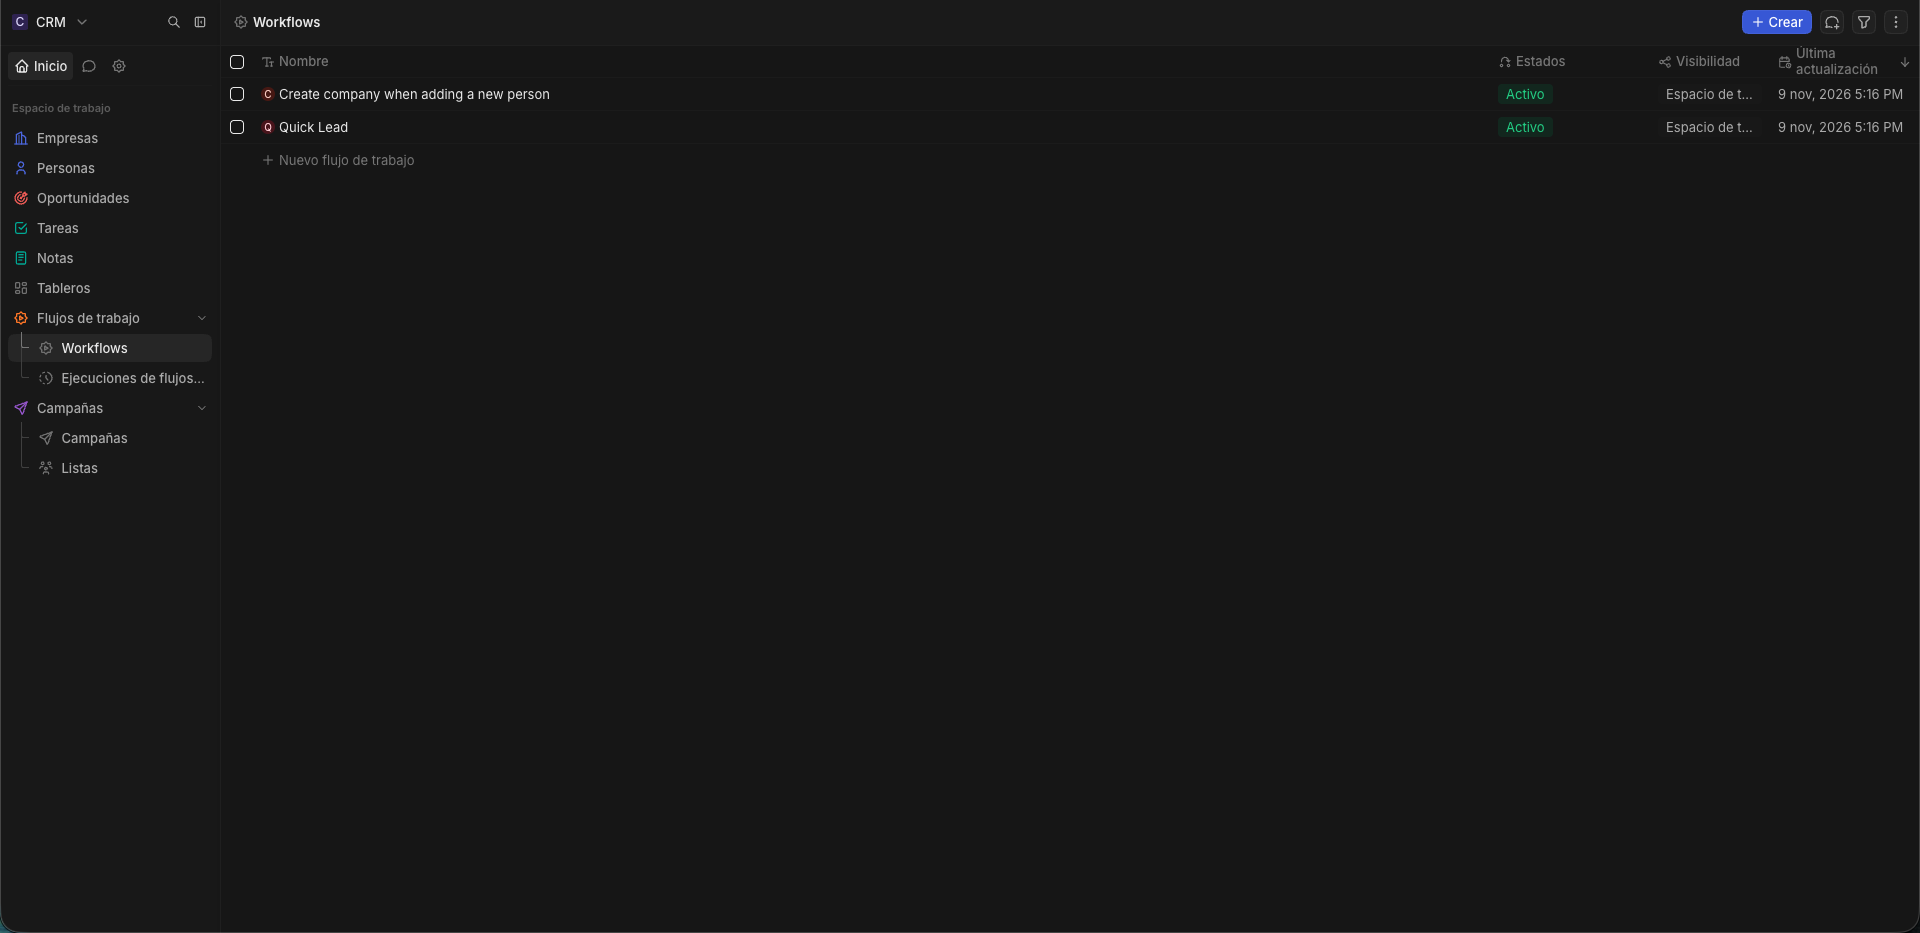 C CRM
Workflows
Crear
Inicio
Nombre
Estados
Visibilidad
Última
actualización
C Create company when adding a new person
Activo
Espacio de t...
9 nov, 2026 5:16 PM
Q Quick Lead
Activo
Espacio de t...
9 nov, 2026 5:16 PM
Nuevo flujo de trabajo
Espacio de trabajo
Empresas
Personas
Oportunidades
Tareas
Notas
Tableros
Flujos de trabajo
Workflows
Ejecuciones de flujos...
Campañas
Campañas
Listas